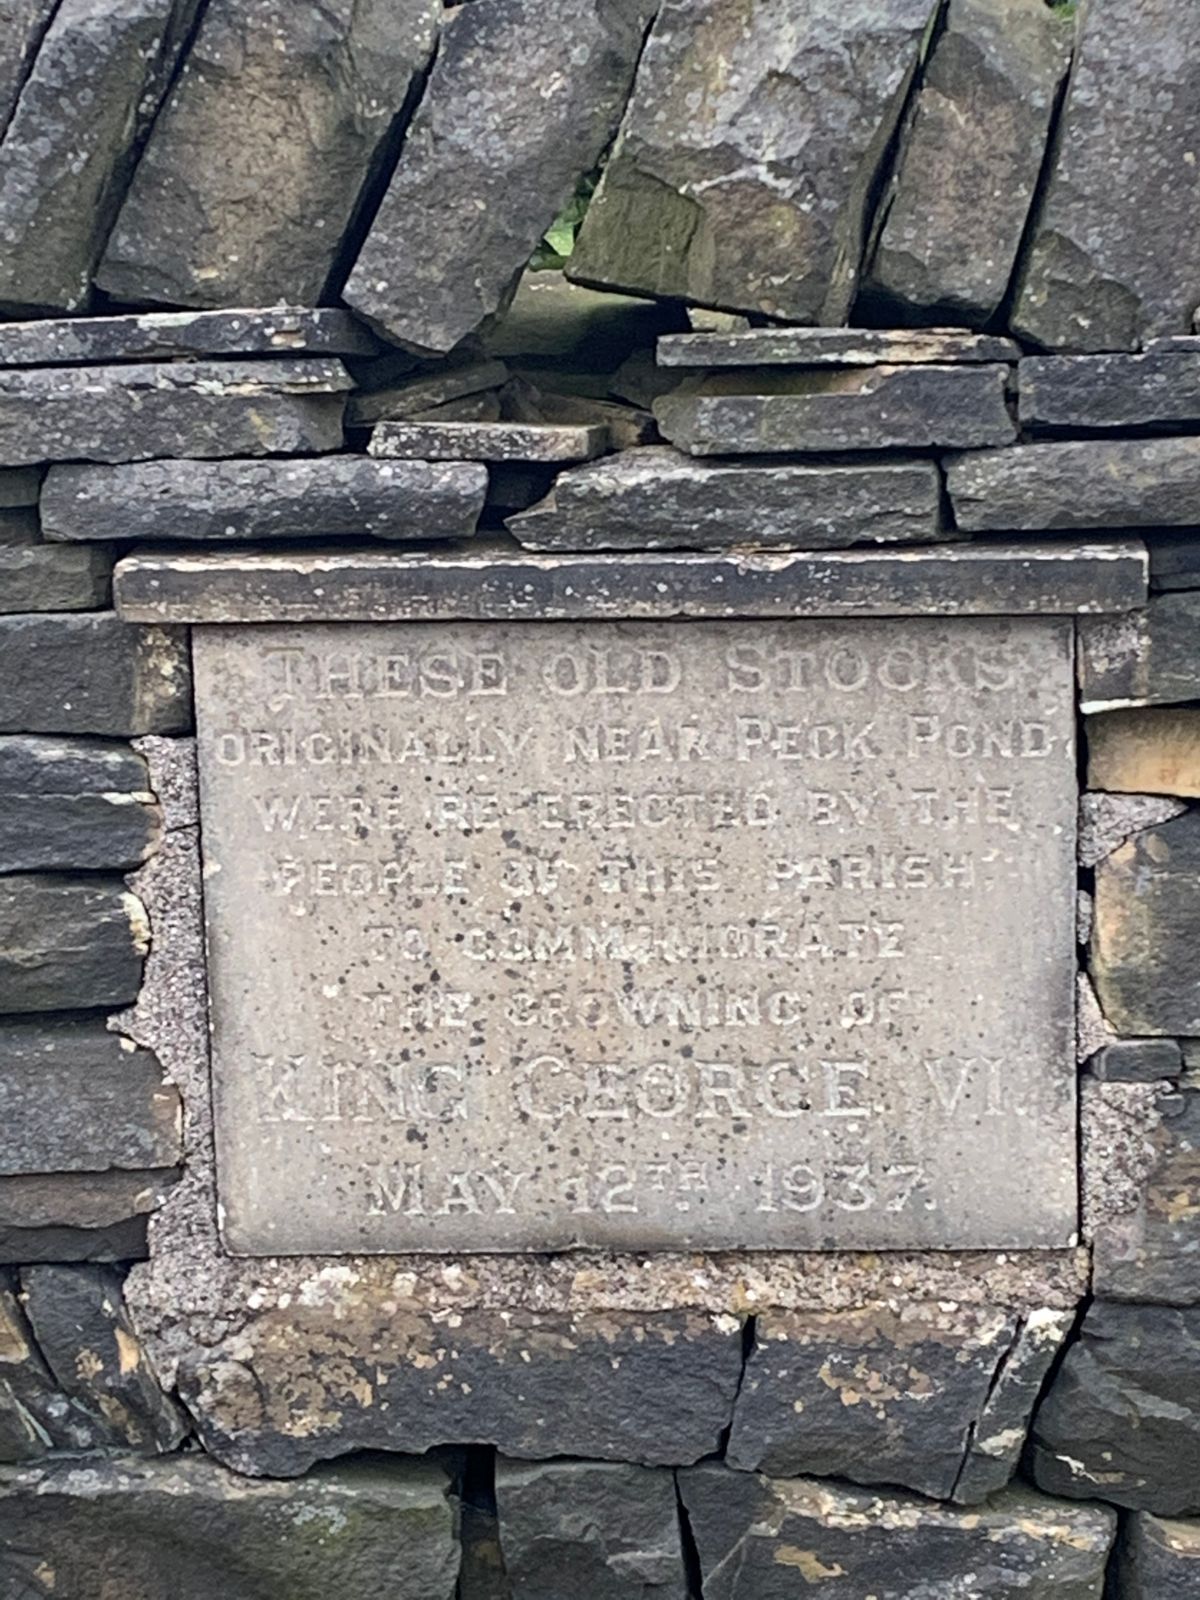 THESE OLD STOCKS
ORIGINALLY NEAR PECK POND,
WERE RE-ERECTED BY THE
PEOPLE OF THIS PARISH.
TO COMMEMORATE
THE CROWNING OF
KING GEORGE VI.
MAY 12TH 1937.